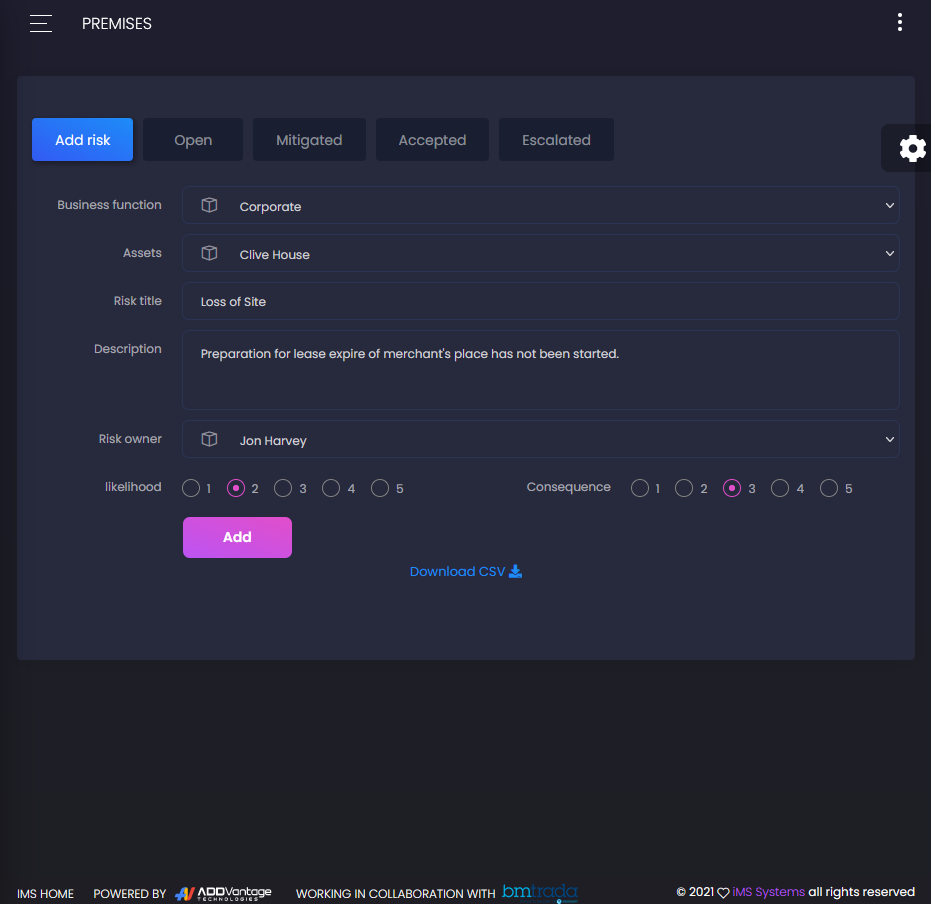 PREMISES
Add risk Open Mitigated Accepted Escalated
Business function Corporate
Assets Clive House
Risk title Loss of Site
Description Preparation for lease expire of merchant's place has not been started.
Risk owner Jon Harvey
likelihood 1 2 3 4 5 Consequence 1 2 3 4 5
Add
Download CSV
IMS HOME POWERED BY ADDVantage TECHNOLOGIES WORKING IN COLLABORATION WITH bmtrada © 2021 iMS Systems all rights reserved